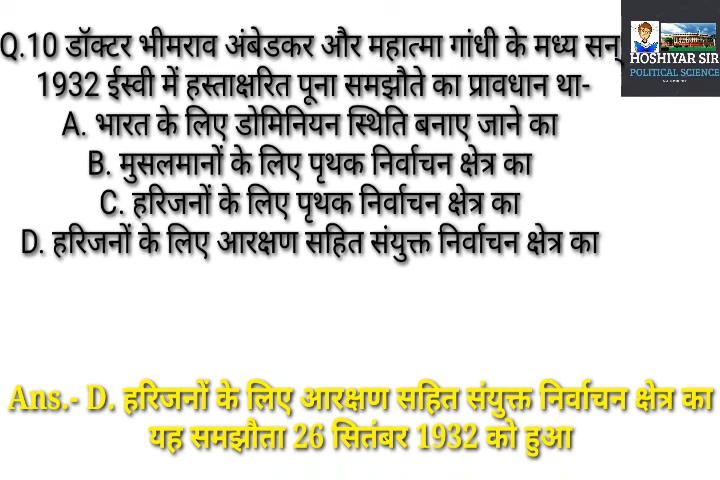 Q.10 डॉक्टर भीमराव अंबेडकर और महात्मा गांधी के मध्य सन्
1932 ईस्वी में हस्ताक्षरित पूना समझौते का प्रावधान था-
A. भारत के लिए डोमिनियन स्थिति बनाए जाने का
B. मुसलमानों के लिए पृथक निर्वाचन क्षेत्र का
C. हरिजनों के लिए पृथक निर्वाचन क्षेत्र का
D. हरिजनों के लिए आरक्षण सहित संयुक्त निर्वाचन क्षेत्र का
HOSHIYAR SIR
POLITICAL SCIENCE
Ans.- D. हरिजनों के लिए आरक्षण सहित संयुक्त निर्वाचन क्षेत्र का
यह समझौता 26 सितंबर 1932 को हुआ